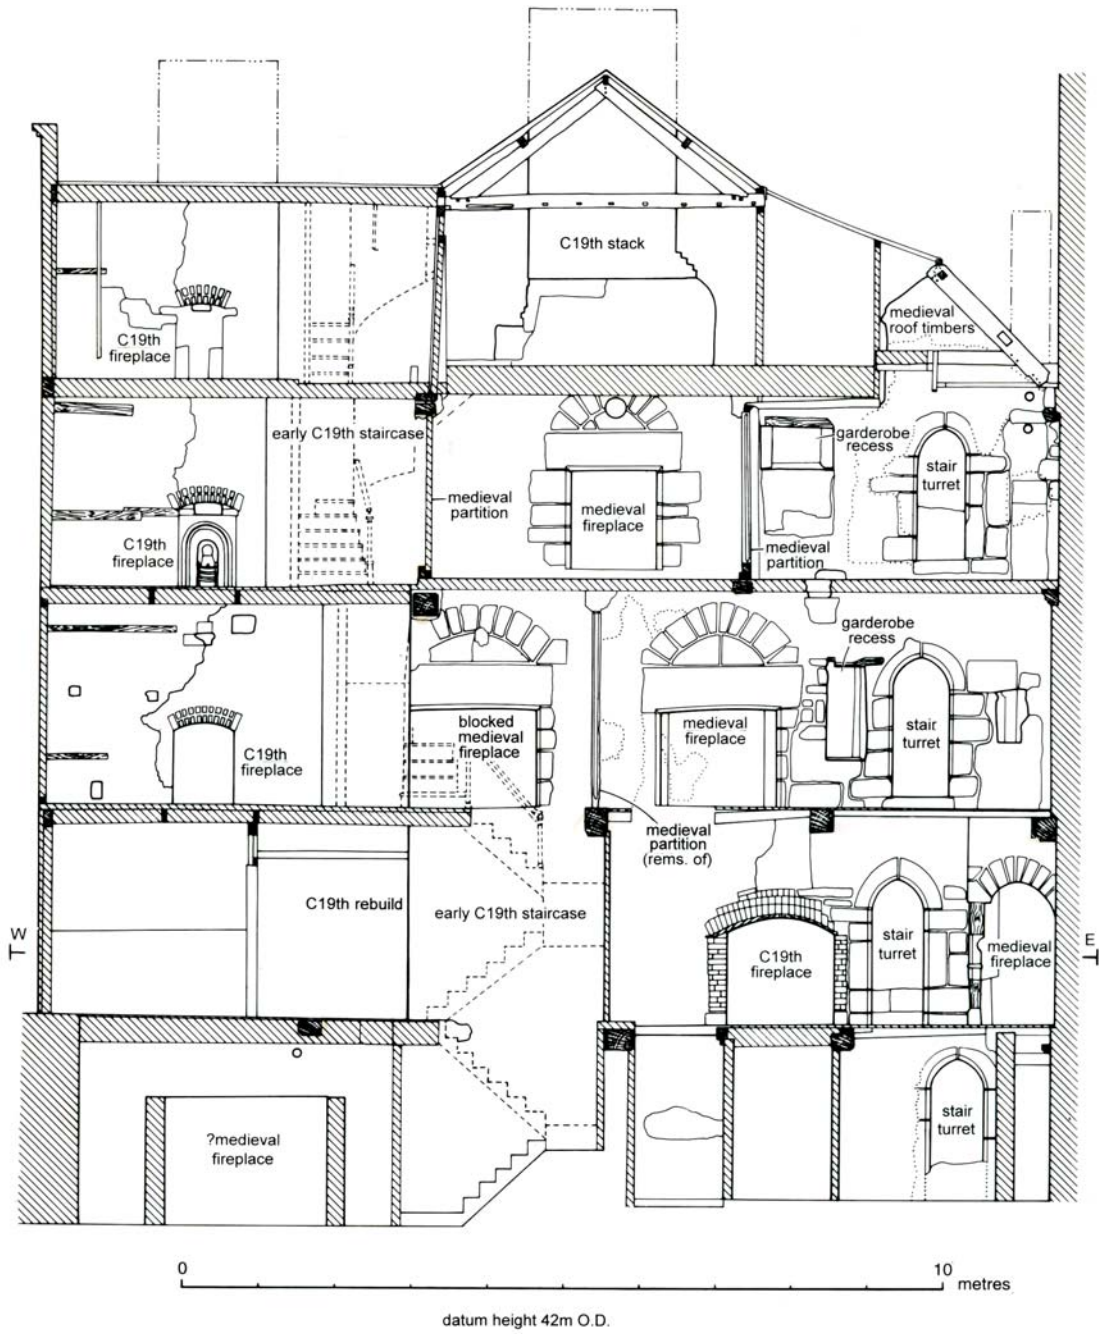 C19th stack
medieval
roof timbers
C19th
fireplace
early C19th staircase
garderobe
recess
stair
turret
medieval
partition
medieval
fireplace
C19th
fireplace
medieval
partition
garderobe
recess
blocked
medieval
fireplace
medieval
fireplace
stair
turret
C19th
fireplace
medieval
partition
(rems. of)
C19th rebuild
early C19th staircase
W
E
stair
turret
medieval
fireplace
C19th
fireplace
stair
turret
?medieval
fireplace
0
10
metres
datum height 42m O.D.